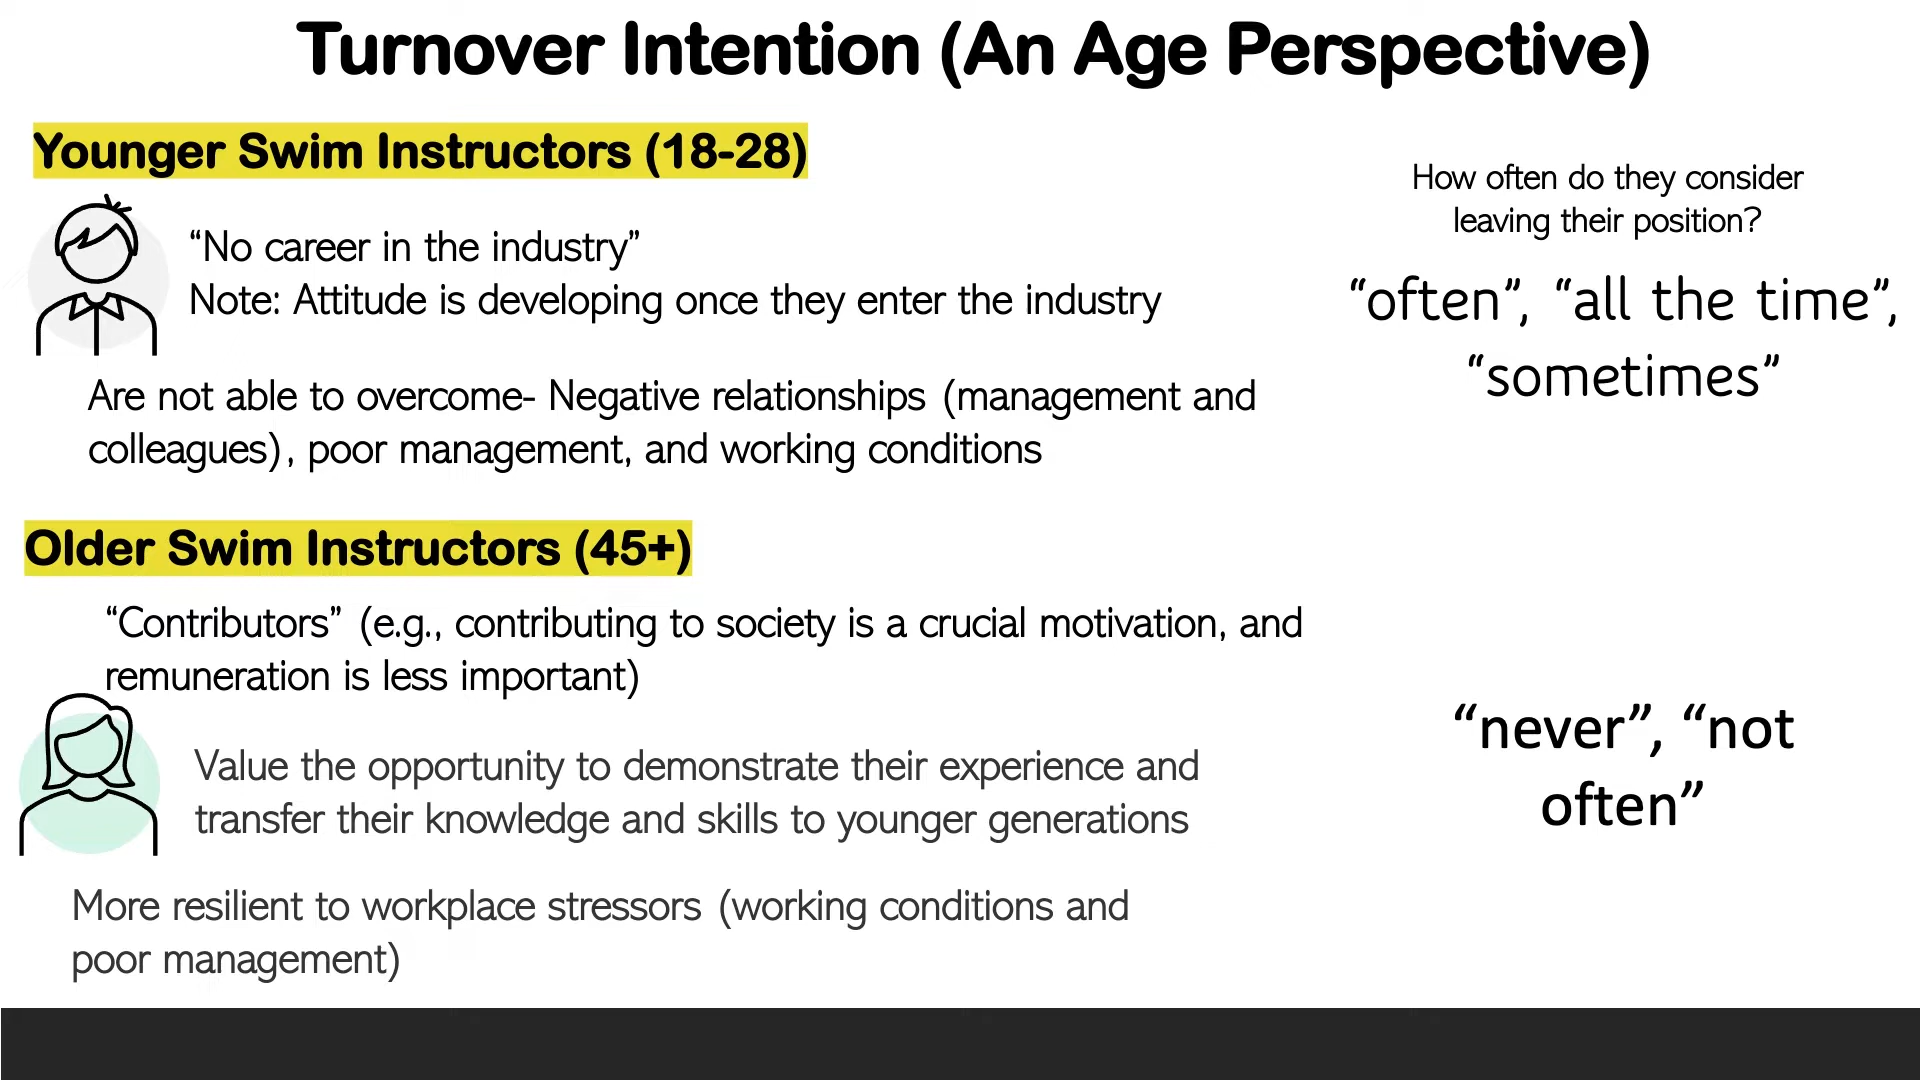 Turnover Intention (An Age Perspective)
Younger Swim Instructors (18-28)
“No career in the industry”
Note: Attitude is developing once they enter the industry
Are not able to overcome- Negative relationships (management and
colleagues), poor management, and working conditions
How often do they consider
leaving their position?
“often”, “all the time”,
“sometimes”
Older Swim Instructors (45+)
“Contributors” (e.g., contributing to society is a crucial motivation, and
remuneration is less important)
Value the opportunity to demonstrate their experience and
transfer their knowledge and skills to younger generations
More resilient to workplace stressors (working conditions and
poor management)
“never”, “not
often”